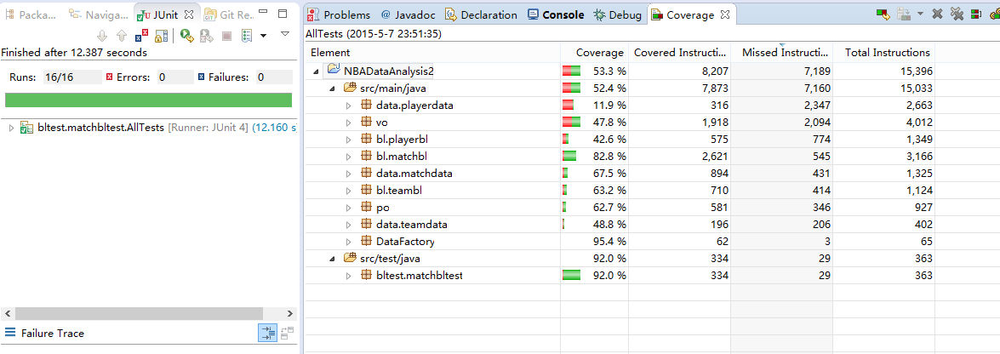 Packa... Naviga... JUnit Git Re...
Finished after 12.387 seconds
Runs: 16/16 Errors: 0 Failures: 0
bltest.matchbltest.AllTests [Runner: JUnit 4] (12.160 s
Failure Trace
Problems Javadoc Declaration Console Debug Coverage
AllTests (2015-5-7 23:51:35)
Element Coverage Covered Instructi... Missed Instructi... Total Instructions
NBADataAnalysis2 53.3 % 8,207 7,189 15,396
src/main/java 52.4 % 7,873 7,160 15,033
data.playerdata 11.9 % 316 2,347 2,663
vo 47.8 % 1,918 2,094 4,012
bl.playerbl 42.6 % 575 774 1,349
bl.matchbl 82.8 % 2,621 545 3,166
data.matchdata 67.5 % 894 431 1,325
bl.teambl 63.2 % 710 414 1,124
po 62.7 % 581 346 927
data.teamdata 48.8 % 196 206 402
DataFactory 95.4 % 62 3 65
src/test/java 92.0 % 334 29 363
bltest.matchbltest 92.0 % 334 29 363